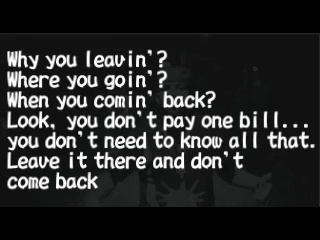 Why you leavin'?
Where you goin'?
When you comin' back?
Look, you don't pay one bill...
you don't need to know all that.
Leave it there and don't
come back